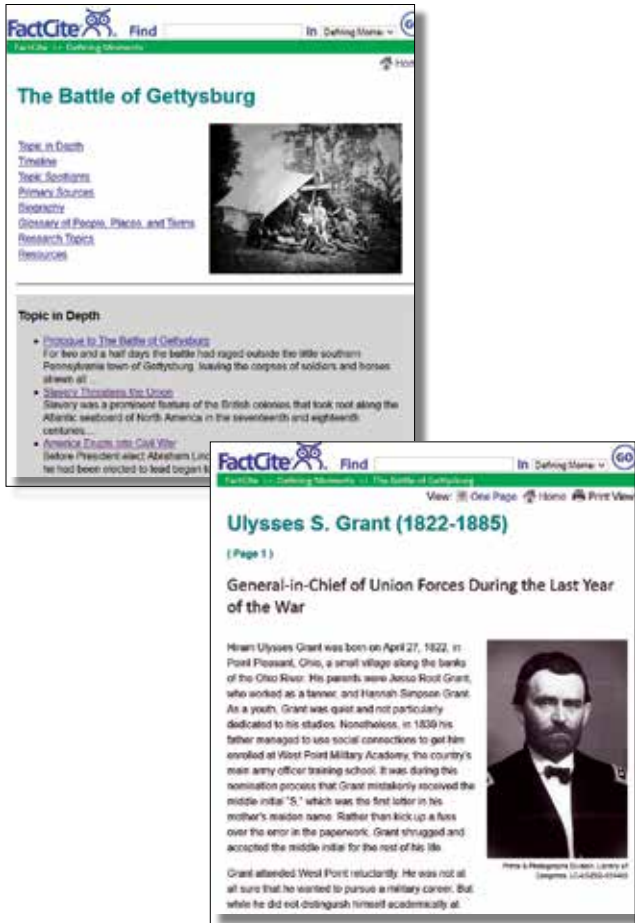 FactCite
Find
In Defining Mome
GO
FactCite >> Defining Moments
Home
The Battle of Gettysburg
Topic in Depth
Timeline
Topic Spotlights
Primary Sources
Biography
Glossary of People, Places, and Terms
Research Topics
Resources
Topic in Depth
• Prologue to The Battle of Gettysburg
For two and a half days the battle had raged outside the little southern
Pennsylvania town of Gettysburg, leaving the corpses of soldiers and horses
strewn all ...
• Slavery Threatens the Union
Slavery was a prominent feature of the British colonies that took root along the
Atlantic seaboard of North America in the seventeenth and eighteenth
centuries....
• America Erupts into Civil War
Before President elect Abraham Linc
he had been elected to lead began t
FactCite
Find
In Defining Mome
GO
FactCite >> Defining Moments >> The Battle of Gettysburg
View: One Page Home Print View
Ulysses S. Grant (1822-1885)
( Page 1 )
General-in-Chief of Union Forces During the Last Year
of the War
Hiram Ulysses Grant was born on April 27, 1822, in
Point Pleasant, Ohio, a small village along the banks
of the Ohio River. His parents were Jesse Root Grant,
who worked as a tanner, and Hannah Simpson Grant.
As a youth, Grant was quiet and not particularly
dedicated to his studies. Nonetheless, in 1839 his
father managed to use social connections to get him
enrolled at West Point Military Academy, the country's
main army officer training school. It was during this
nomination process that Grant mistakenly received the
middle initial "S," which was the first letter in his
mother's maiden name. Rather than kick up a fuss
over the error in the paperwork, Grant shrugged and
accepted the middle initial for the rest of his life.
Grant attended West Point reluctantly. He was not at
all sure that he wanted to pursue a military career. But
while he did not distinguish himself academically at
Prints & Photographs Division, Library of
Congress,